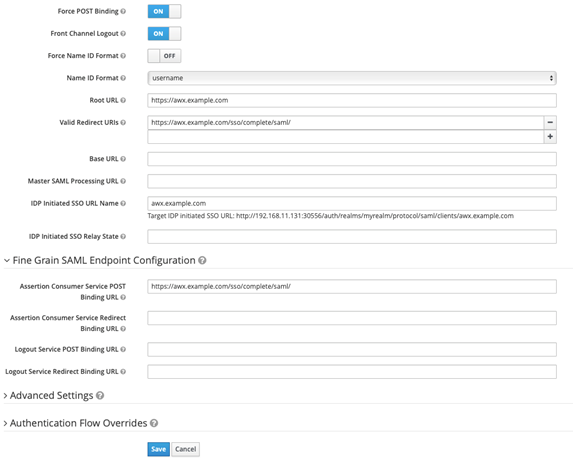 Force POST Binding ON
Front Channel Logout ON
Force Name ID Format OFF
Name ID Format username
Root URL https://awx.example.com
Valid Redirect URIs https://awx.example.com/sso/complete/saml/ −
+
Base URL
Master SAML Processing URL
IDP Initiated SSO URL Name awx.example.com
Target IDP initiated SSO URL: http://192.168.11.131:30556/auth/realms/myrealm/protocol/saml/clients/awx.example.com
IDP Initiated SSO Relay State
Fine Grain SAML Endpoint Configuration
Assertion Consumer Service POST https://awx.example.com/sso/complete/saml/
Binding URL
Assertion Consumer Service Redirect
Binding URL
Logout Service POST Binding URL
Logout Service Redirect Binding URL
Advanced Settings
Authentication Flow Overrides
Save Cancel